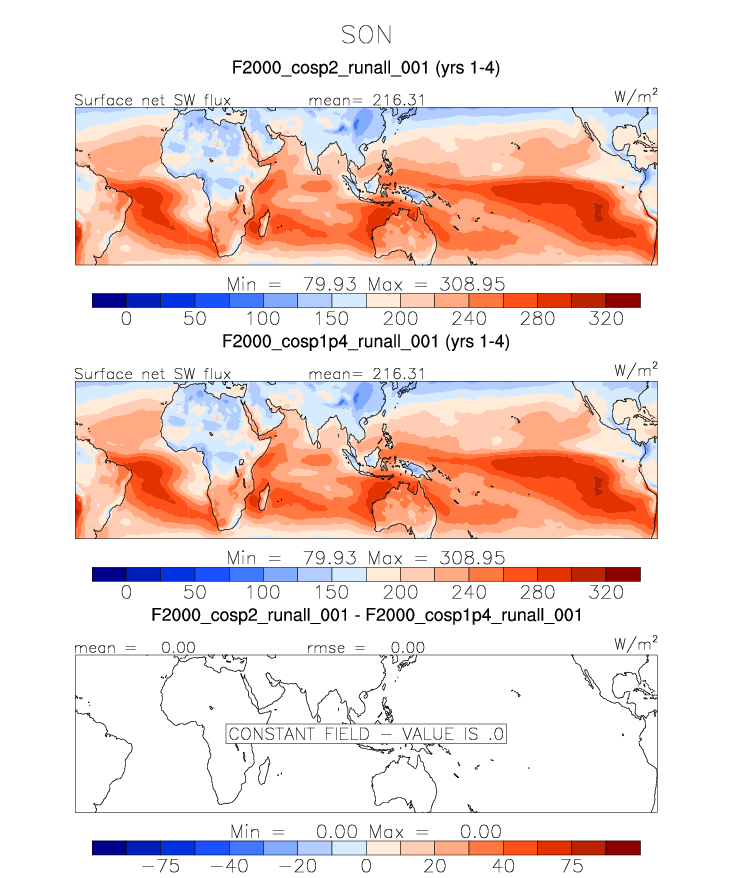 SON
F2000_cosp2_runall_001 (yrs 1-4)
Surface net SW flux mean= 216.31 W/m²
Min = 79.93 Max = 308.95
0 50 100 150 200 240 280 320
F2000_cosp1p4_runall_001 (yrs 1-4)
Surface net SW flux mean= 216.31 W/m²
Min = 79.93 Max = 308.95
0 50 100 150 200 240 280 320
F2000_cosp2_runall_001 - F2000_cosp1p4_runall_001
mean = 0.00 rmse = 0.00 W/m²
CONSTANT FIELD - VALUE IS .0
Min = 0.00 Max = 0.00
-75 -40 -20 0 20 40 75